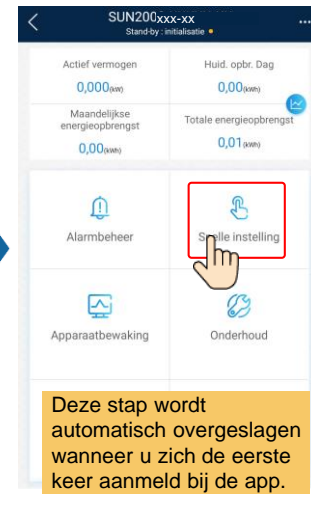 SUN200xxx-xx
Stand-by : initialisatie
Actief vermogen
Huid. opbr. Dag
0,000(kW)
0,00(kWh)
Maandelijkse
energieopbrengst
Totale energieopbrengst
0,00(kWh)
0,01(kWh)
Alarmbeheer
Snelle instelling
Apparaatbewaking
Onderhoud
Deze stap wordt
automatisch overgeslagen
wanneer u zich de eerste
keer aanmeld bij de app.